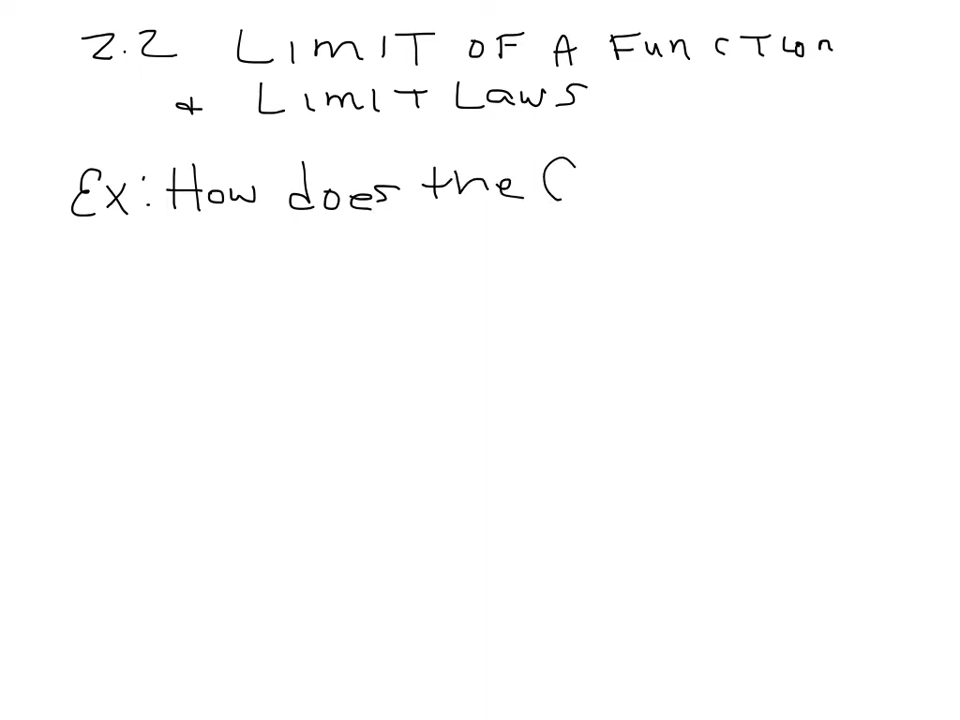 2.2 LIMIT OF A FUNCTION
& LIMIT LAWS
Ex: How does the